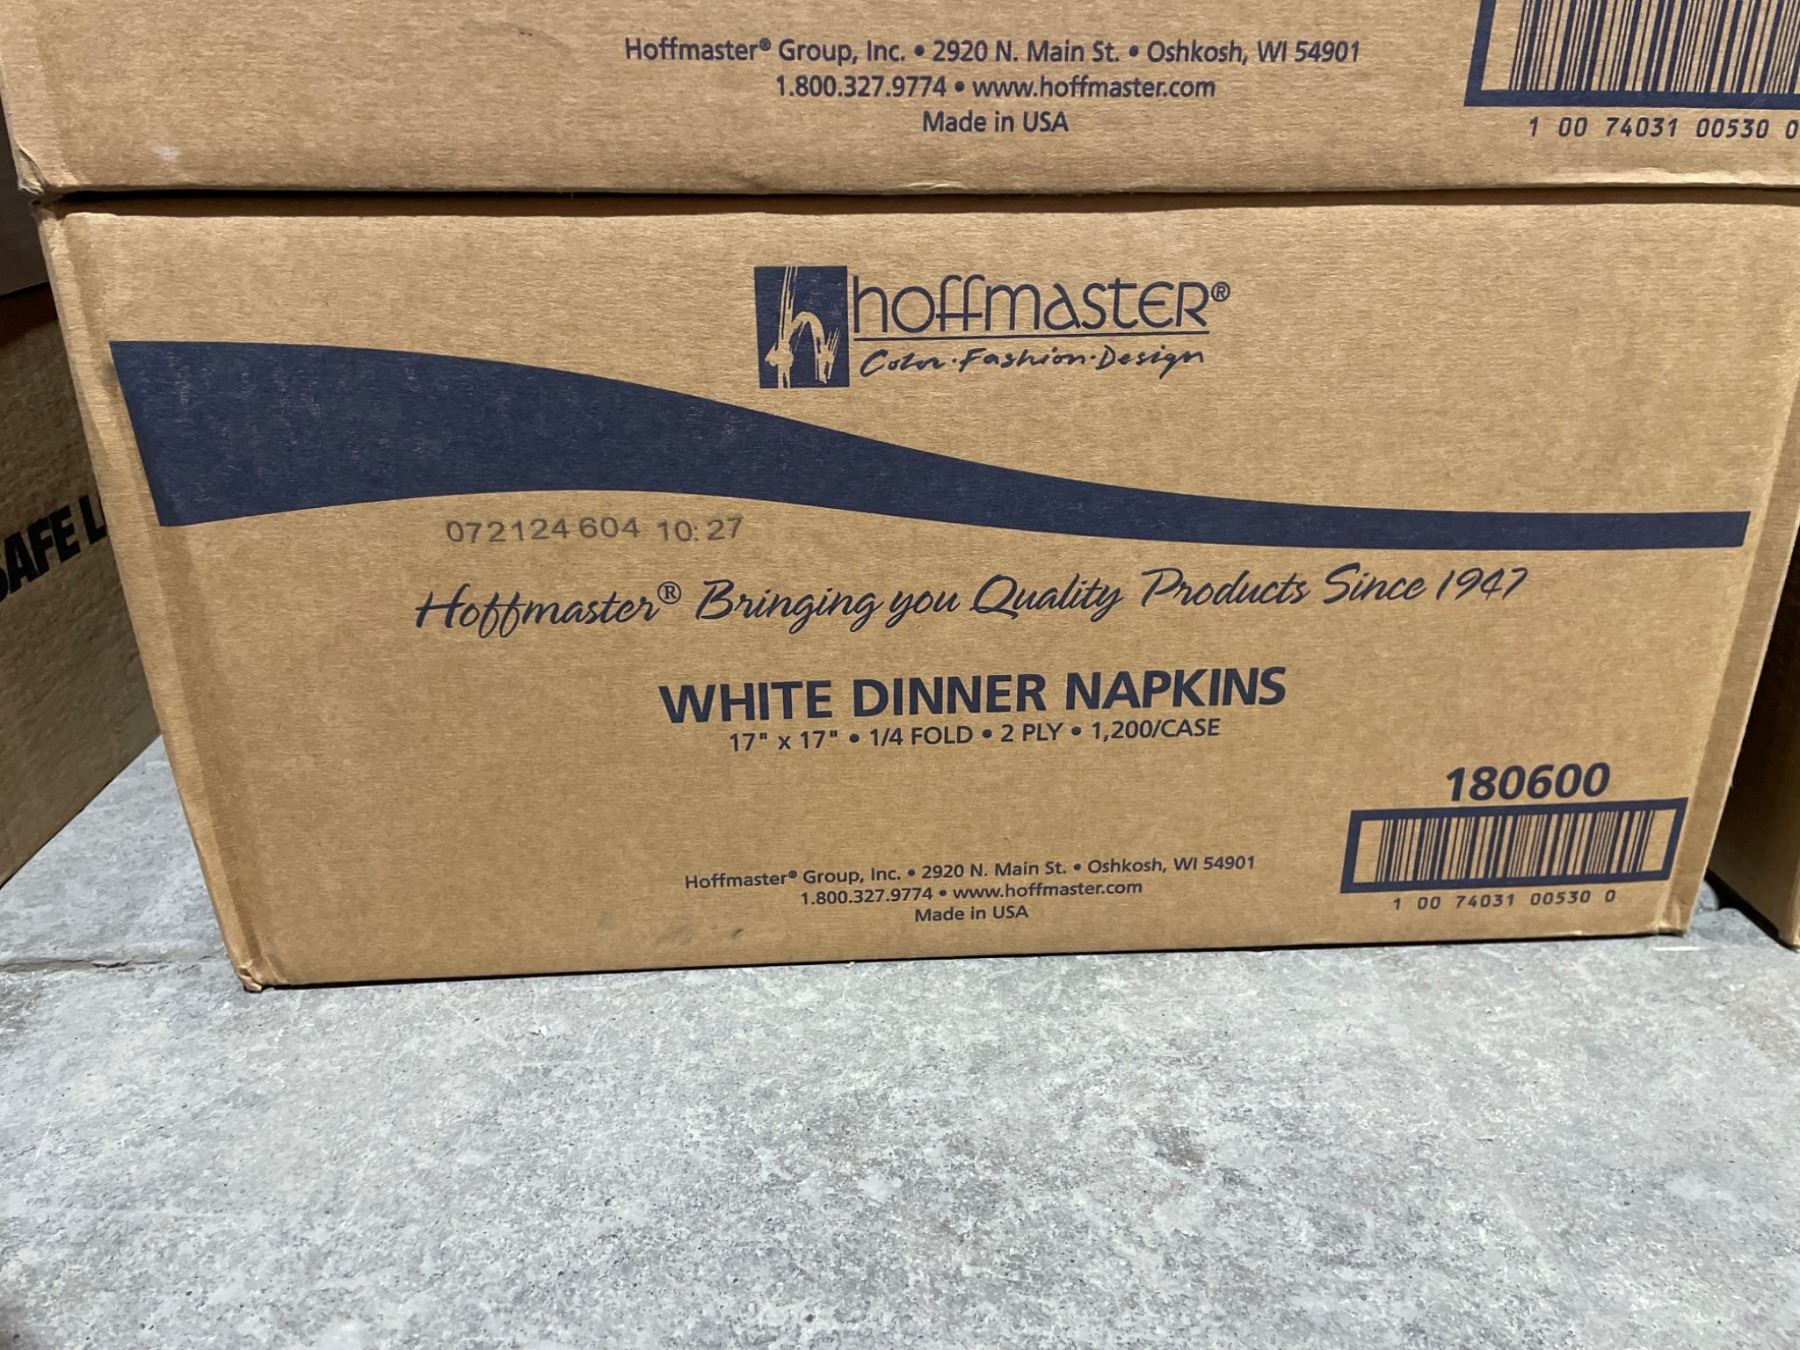 Hoffmaster® Group, Inc. • 2920 N. Main St. • Oshkosh, WI 54901
1.800.327.9774 • www.hoffmaster.com
Made in USA
1 00 74031 00530 0
hoffmaster®
Color·Fashion·Design
072124 604 10:27
Hoffmaster® Bringing you Quality Products Since 1947
WHITE DINNER NAPKINS
17" x 17" • 1/4 FOLD • 2 PLY • 1,200/CASE
180600
Hoffmaster® Group, Inc. • 2920 N. Main St. • Oshkosh, WI 54901
1.800.327.9774 • www.hoffmaster.com
Made in USA
1 00 74031 00530 0
SAFE L